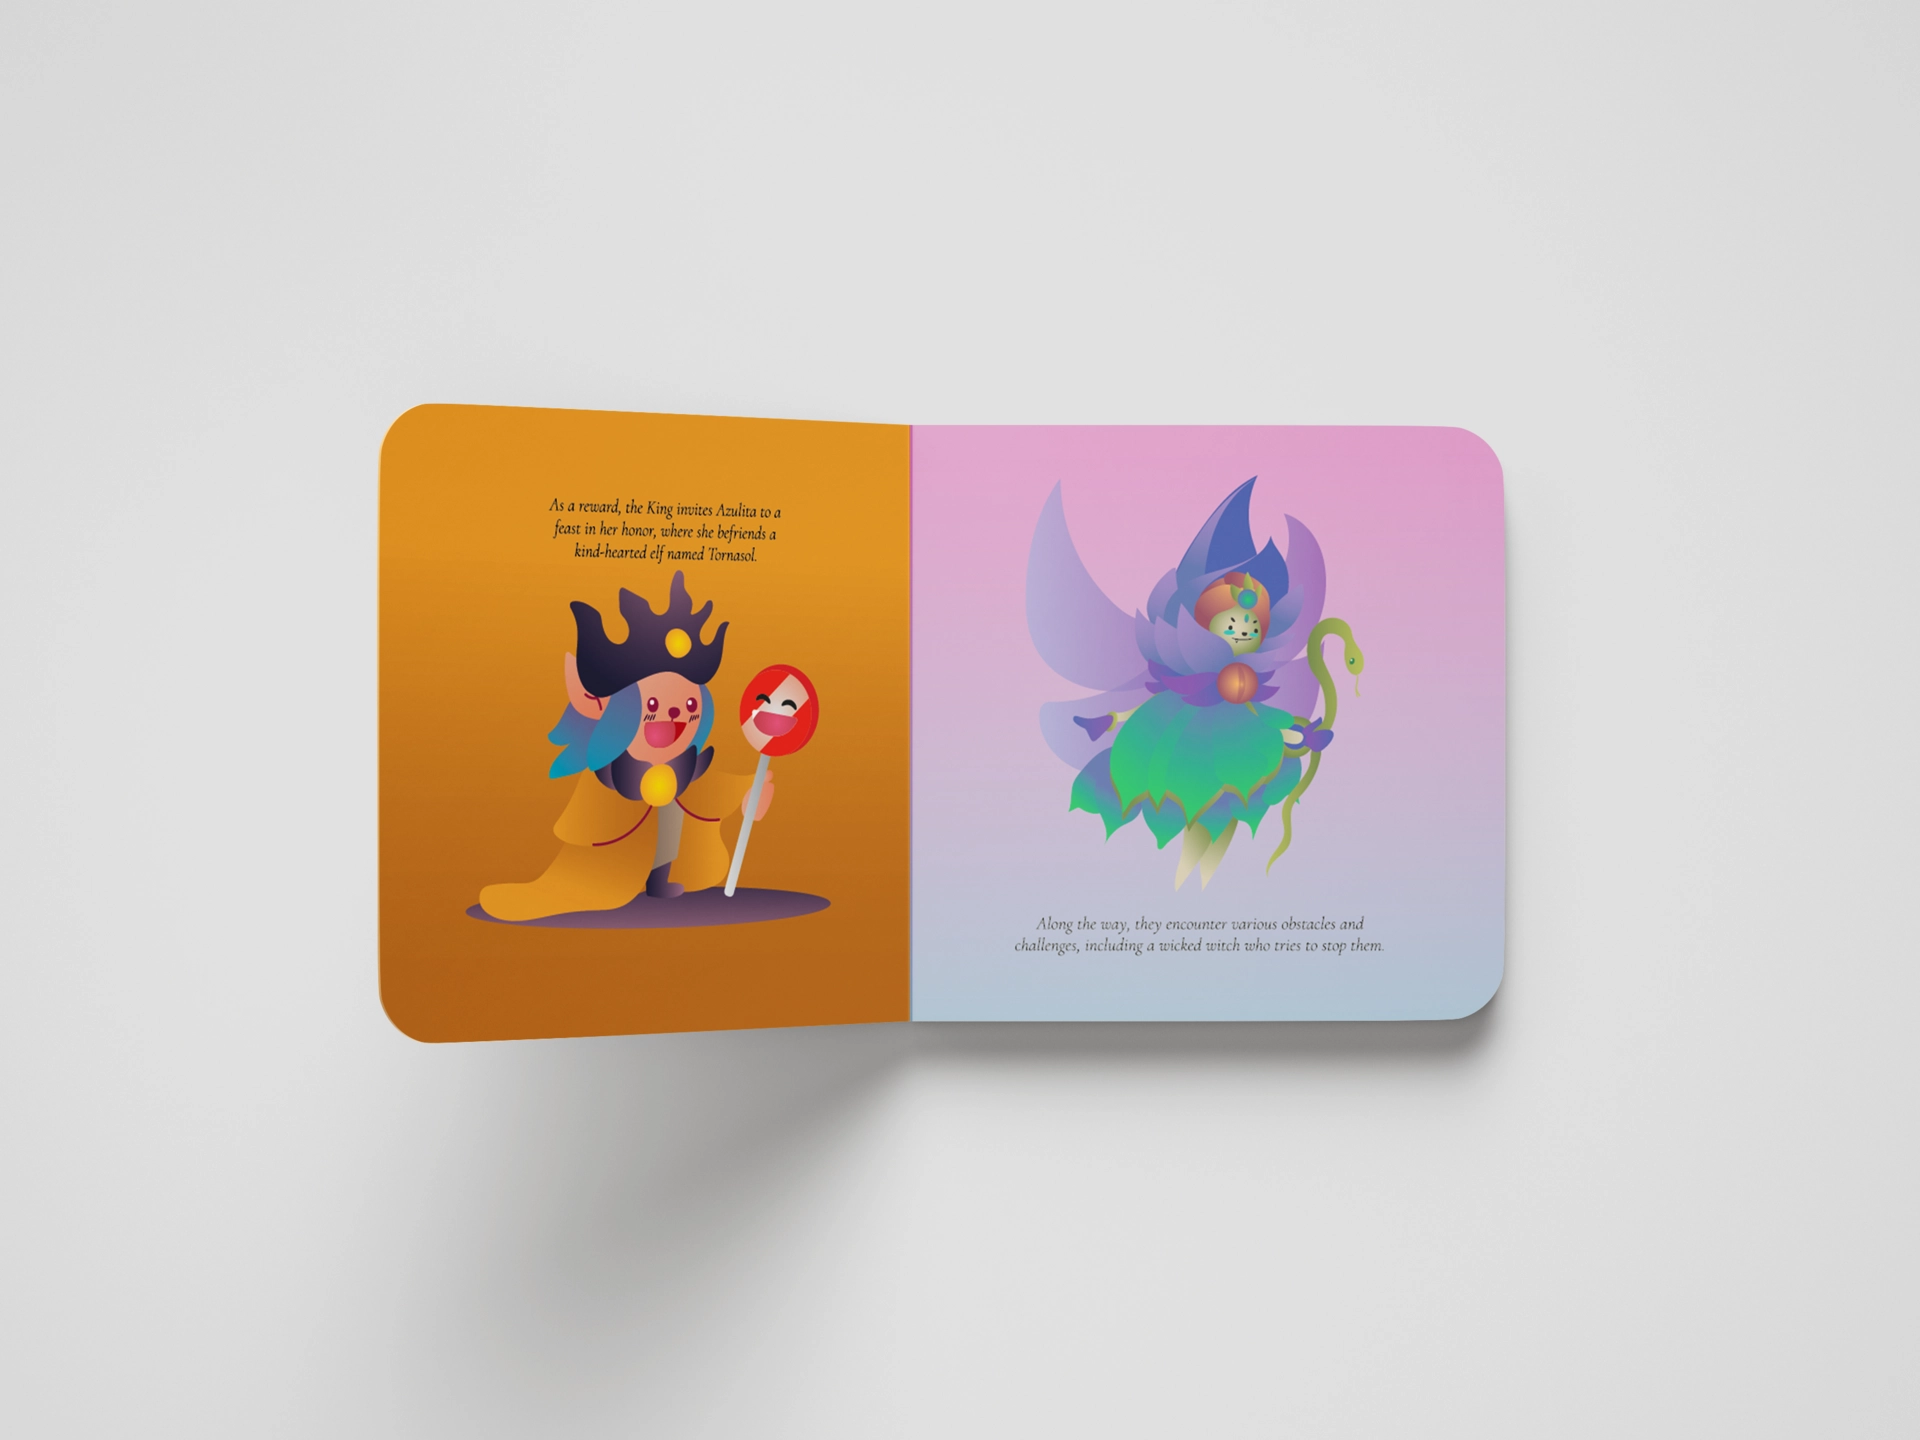 As a reward, the King invites Azulita to a
feast in her honor, where she befriends a
kind-hearted elf named Tornasol.
Along the way, they encounter various obstacles and
challenges, including a wicked witch who tries to stop them.